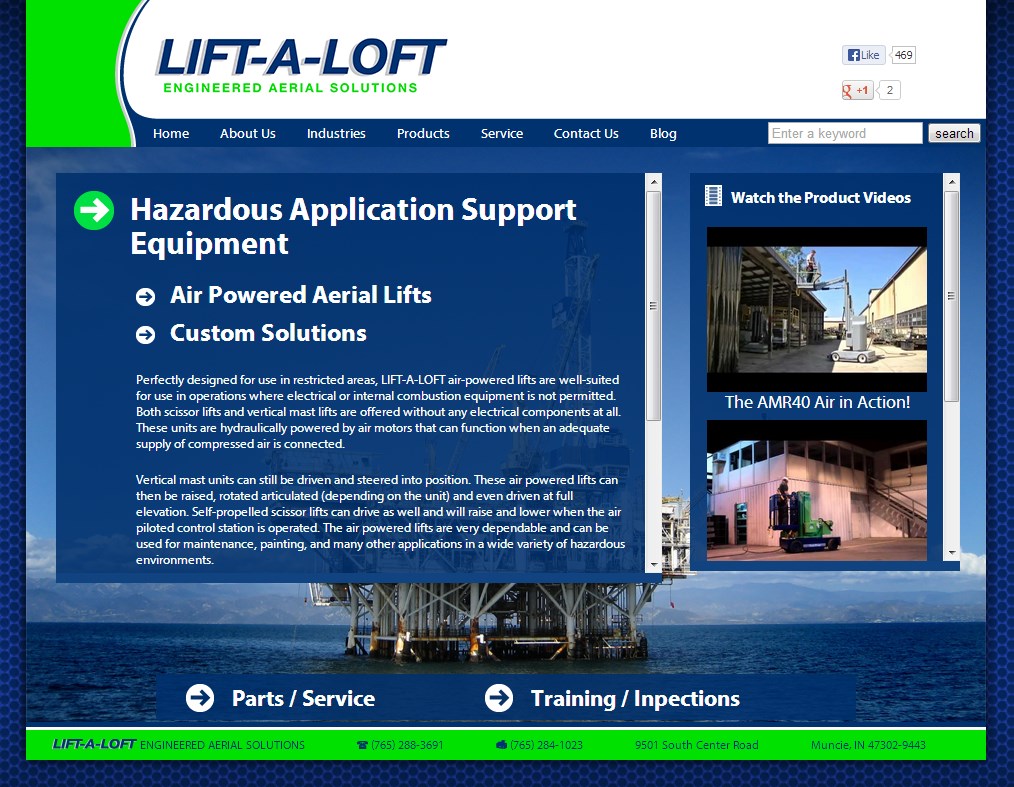 LIFT-A-LOFT
ENGINEERED AERIAL SOLUTIONS
Like 469
+1 2
Home About Us Industries Products Service Contact Us Blog Enter a keyword search
Hazardous Application Support
Equipment
Air Powered Aerial Lifts
Custom Solutions
Perfectly designed for use in restricted areas, LIFT-A-LOFT air-powered lifts are well-suited
for use in operations where electrical or internal combustion equipment is not permitted.
Both scissor lifts and vertical mast lifts are offered without any electrical components at all.
These units are hydraulically powered by air motors that can function when an adequate
supply of compressed air is connected.
Vertical mast units can still be driven and steered into position. These air powered lifts can
then be raised, rotated articulated (depending on the unit) and even driven at full
elevation. Self-propelled scissor lifts can drive as well and will raise and lower when the air
piloted control station is operated. The air powered lifts are very dependable and can be
used for maintenance, painting, and many other applications in a wide variety of hazardous
environments.
Watch the Product Videos
The AMR40 Air in Action!
Parts / Service Training / Inpections
LIFT-A-LOFT ENGINEERED AERIAL SOLUTIONS (765) 288-3691 (765) 284-1023 9501 South Center Road Muncie, IN 47302-9443